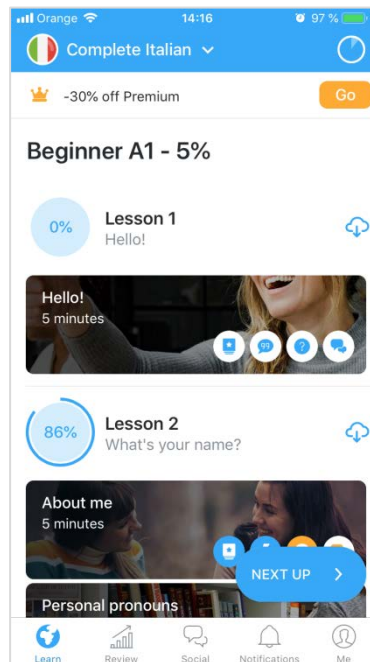 Orange 14:16 97 %
Complete Italian
-30% off Premium Go
Beginner A1 - 5%
0% Lesson 1
Hello!
Hello!
5 minutes
86% Lesson 2
What's your name?
About me
5 minutes
NEXT UP
Personal pronouns
Learn Review Social Notifications Me